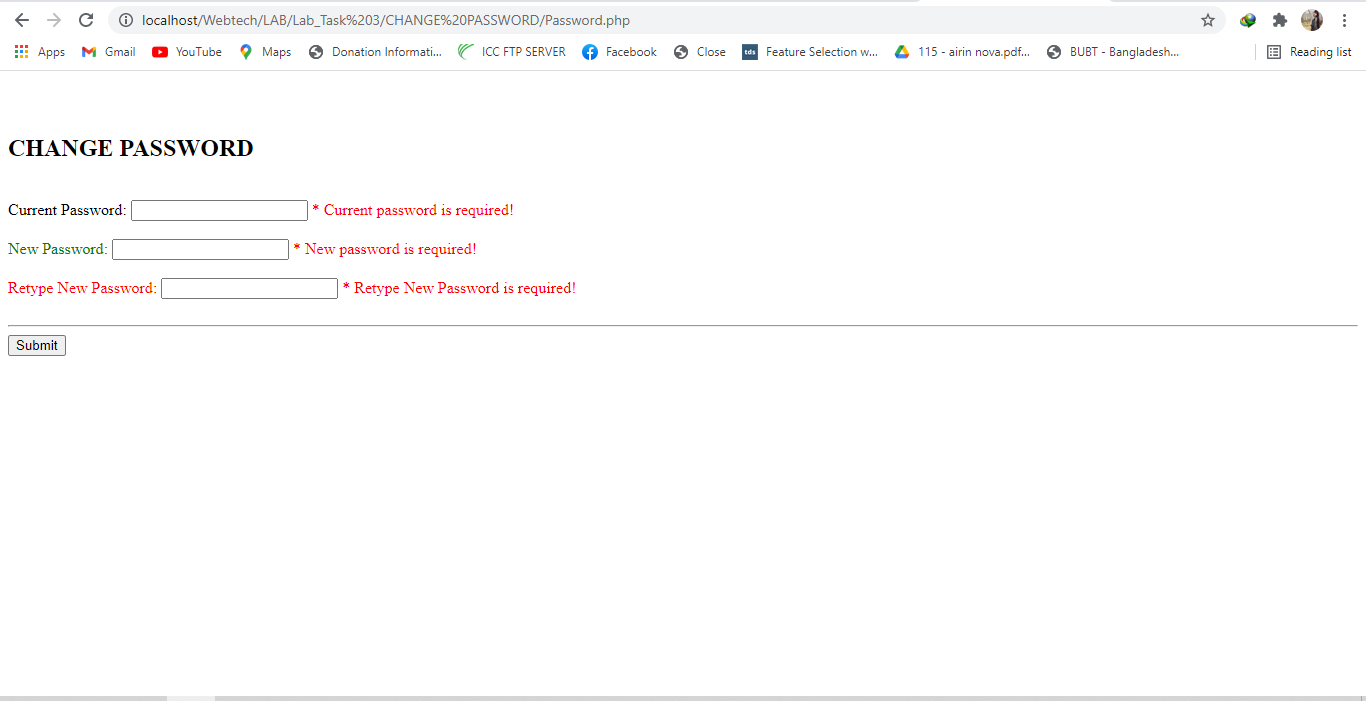 localhost/Webtech/LAB/Lab_Task%203/CHANGE%20PASSWORD/Password.php
Apps Gmail YouTube Maps Donation Informati... ICC FTP SERVER Facebook Close tds Feature Selection w... 115 - airin nova.pdf... BUBT - Bangladesh... Reading list
CHANGE PASSWORD
Current Password: * Current password is required!
New Password: * New password is required!
Retype New Password: * Retype New Password is required!
Submit